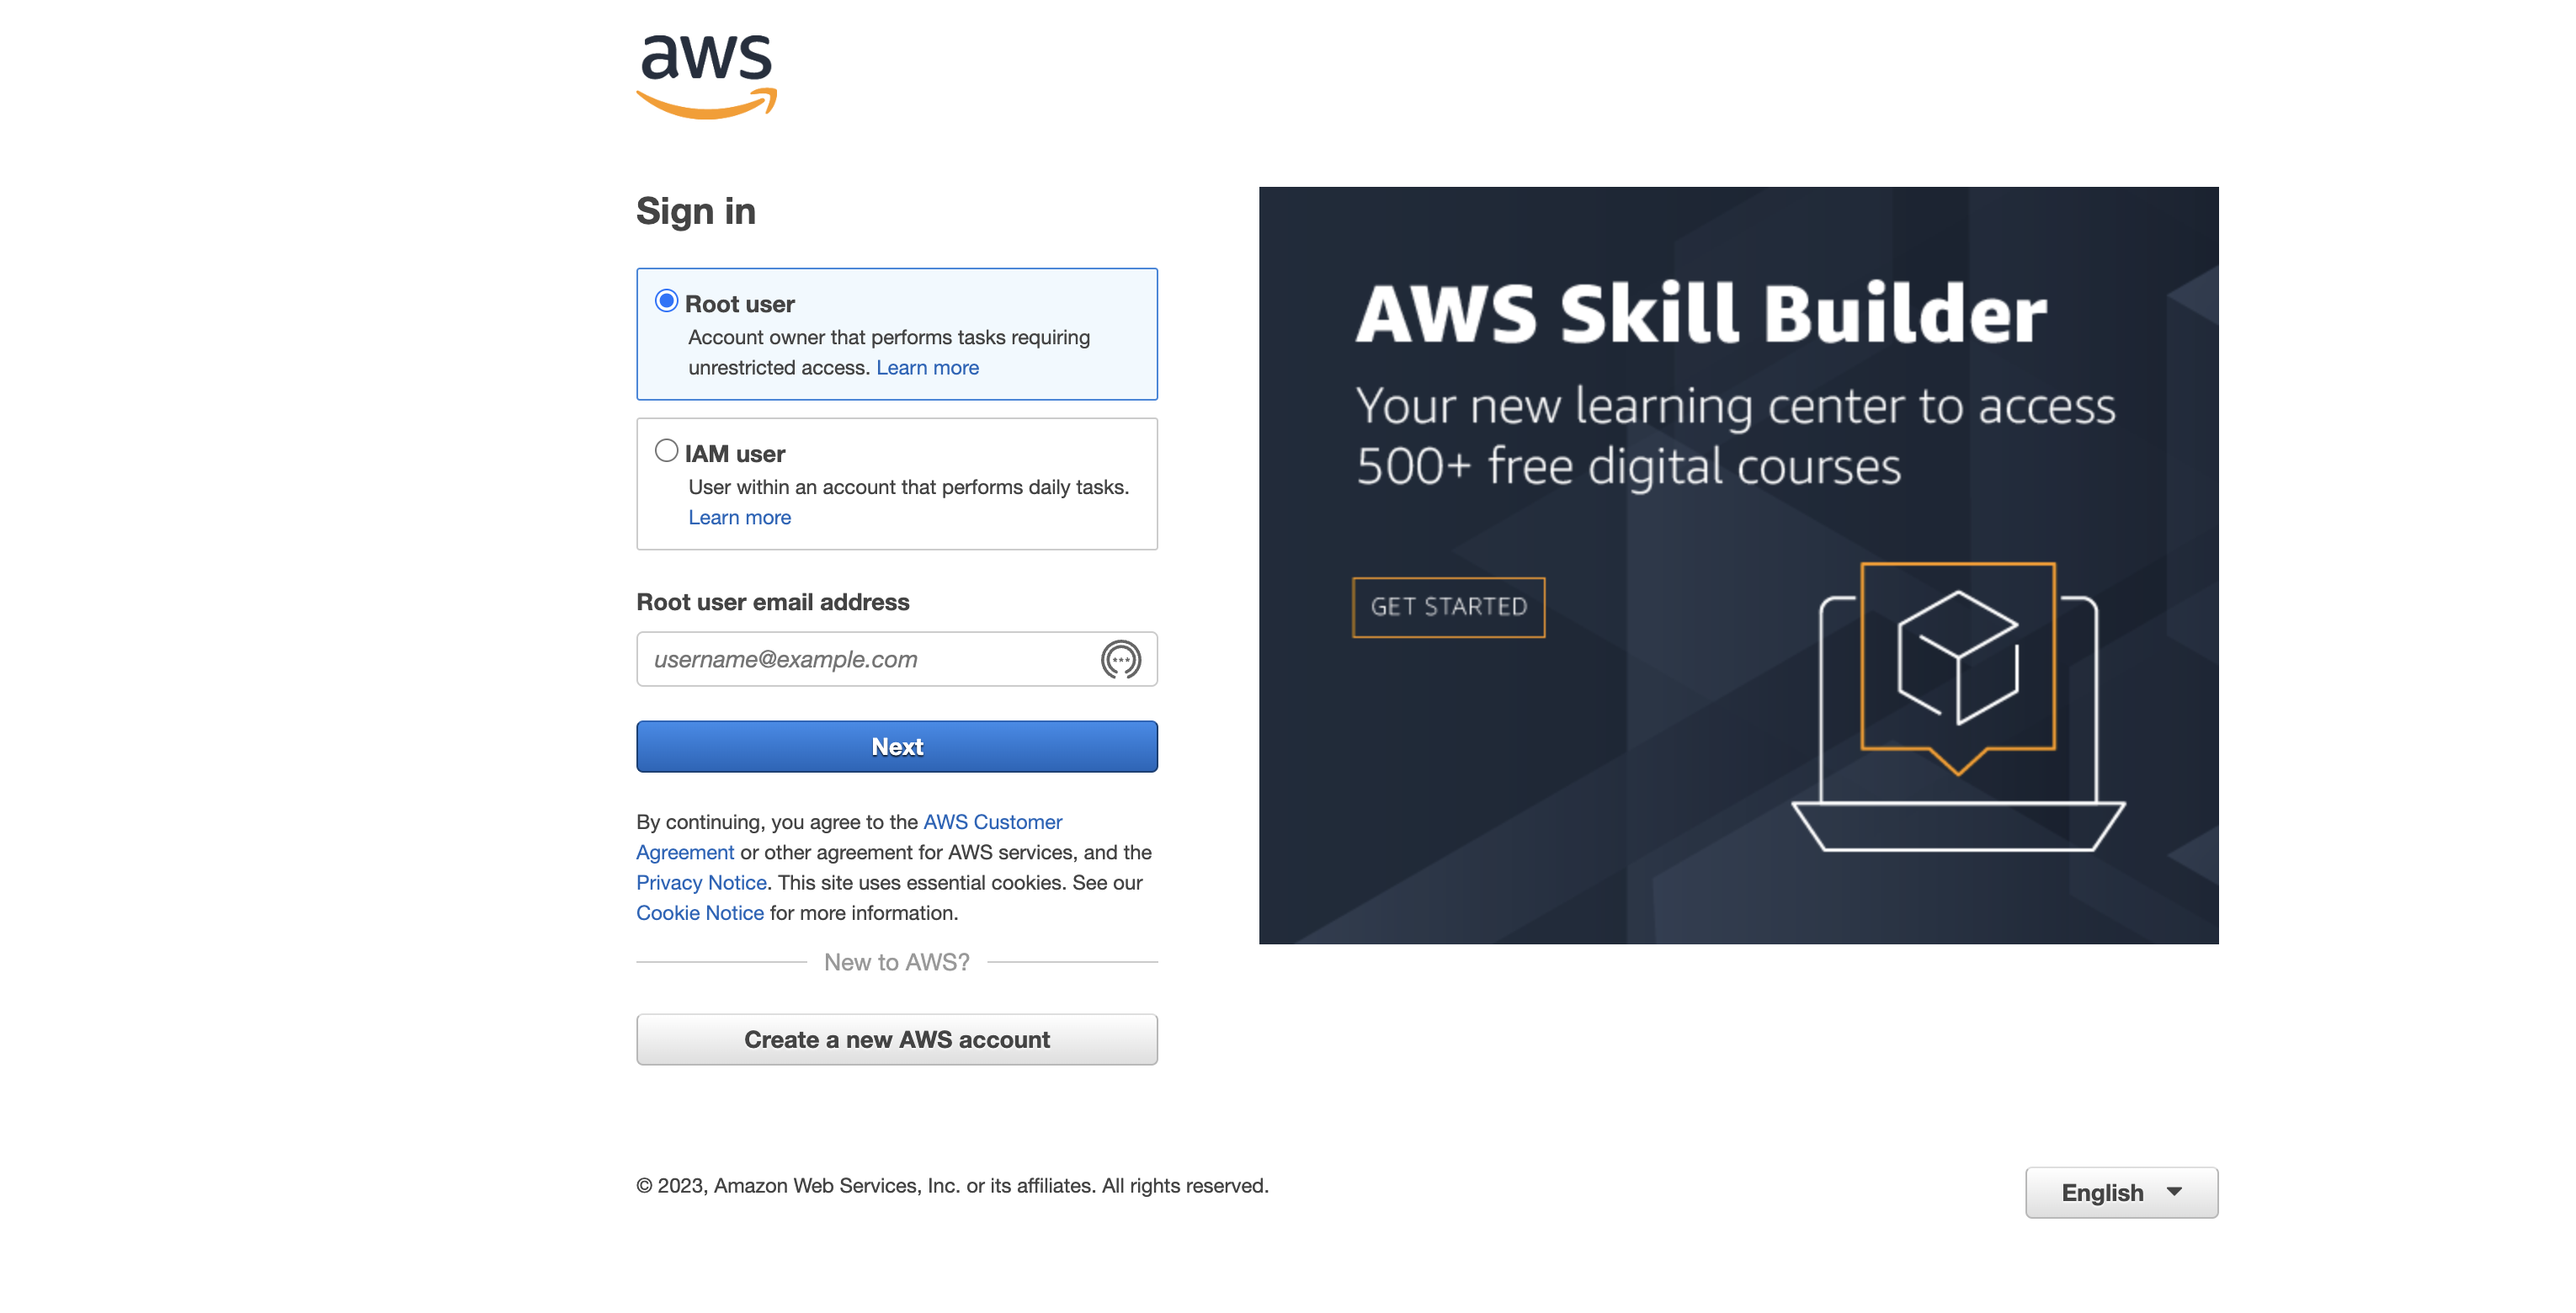 aws
Sign in
Root user
Account owner that performs tasks requiring
unrestricted access. Learn more
IAM user
User within an account that performs daily tasks.
Learn more
Root user email address
username@example.com
Next
By continuing, you agree to the AWS Customer
Agreement or other agreement for AWS services, and the
Privacy Notice. This site uses essential cookies. See our
Cookie Notice for more information.
New to AWS?
Create a new AWS account
AWS Skill Builder
Your new learning center to access
500+ free digital courses
GET STARTED
© 2023, Amazon Web Services, Inc. or its affiliates. All rights reserved.
English